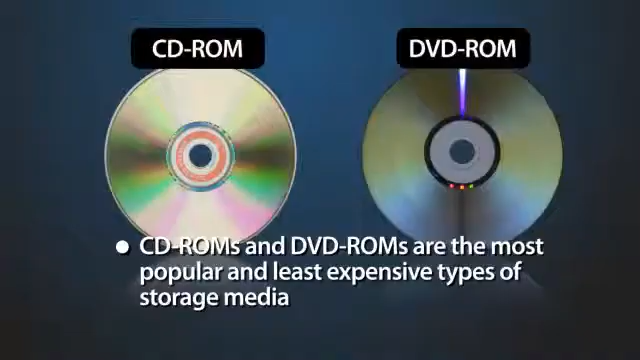 CD-ROM
DVD-ROM
● CD-ROMs and DVD-ROMs are the most
popular and least expensive types of
storage media